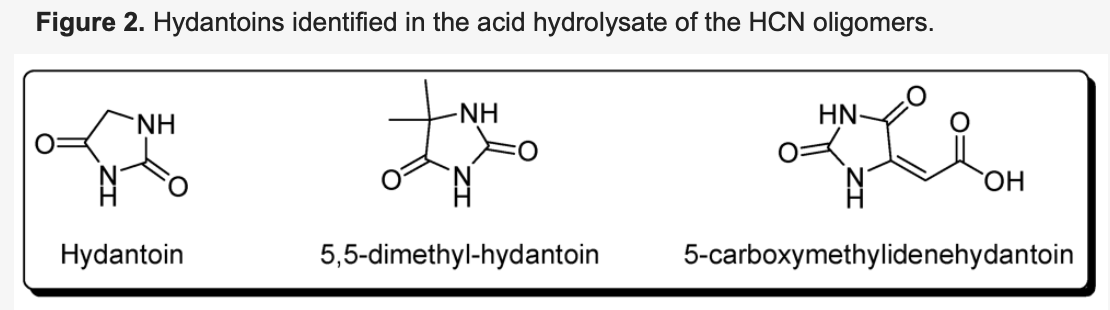 Figure 2. Hydantoins identified in the acid hydrolysate of the HCN oligomers.
O NH N H O
Hydantoin
NH O N H O
5,5-dimethyl-hydantoin
HN O O N H O OH
5-carboxymethylidenehydantoin